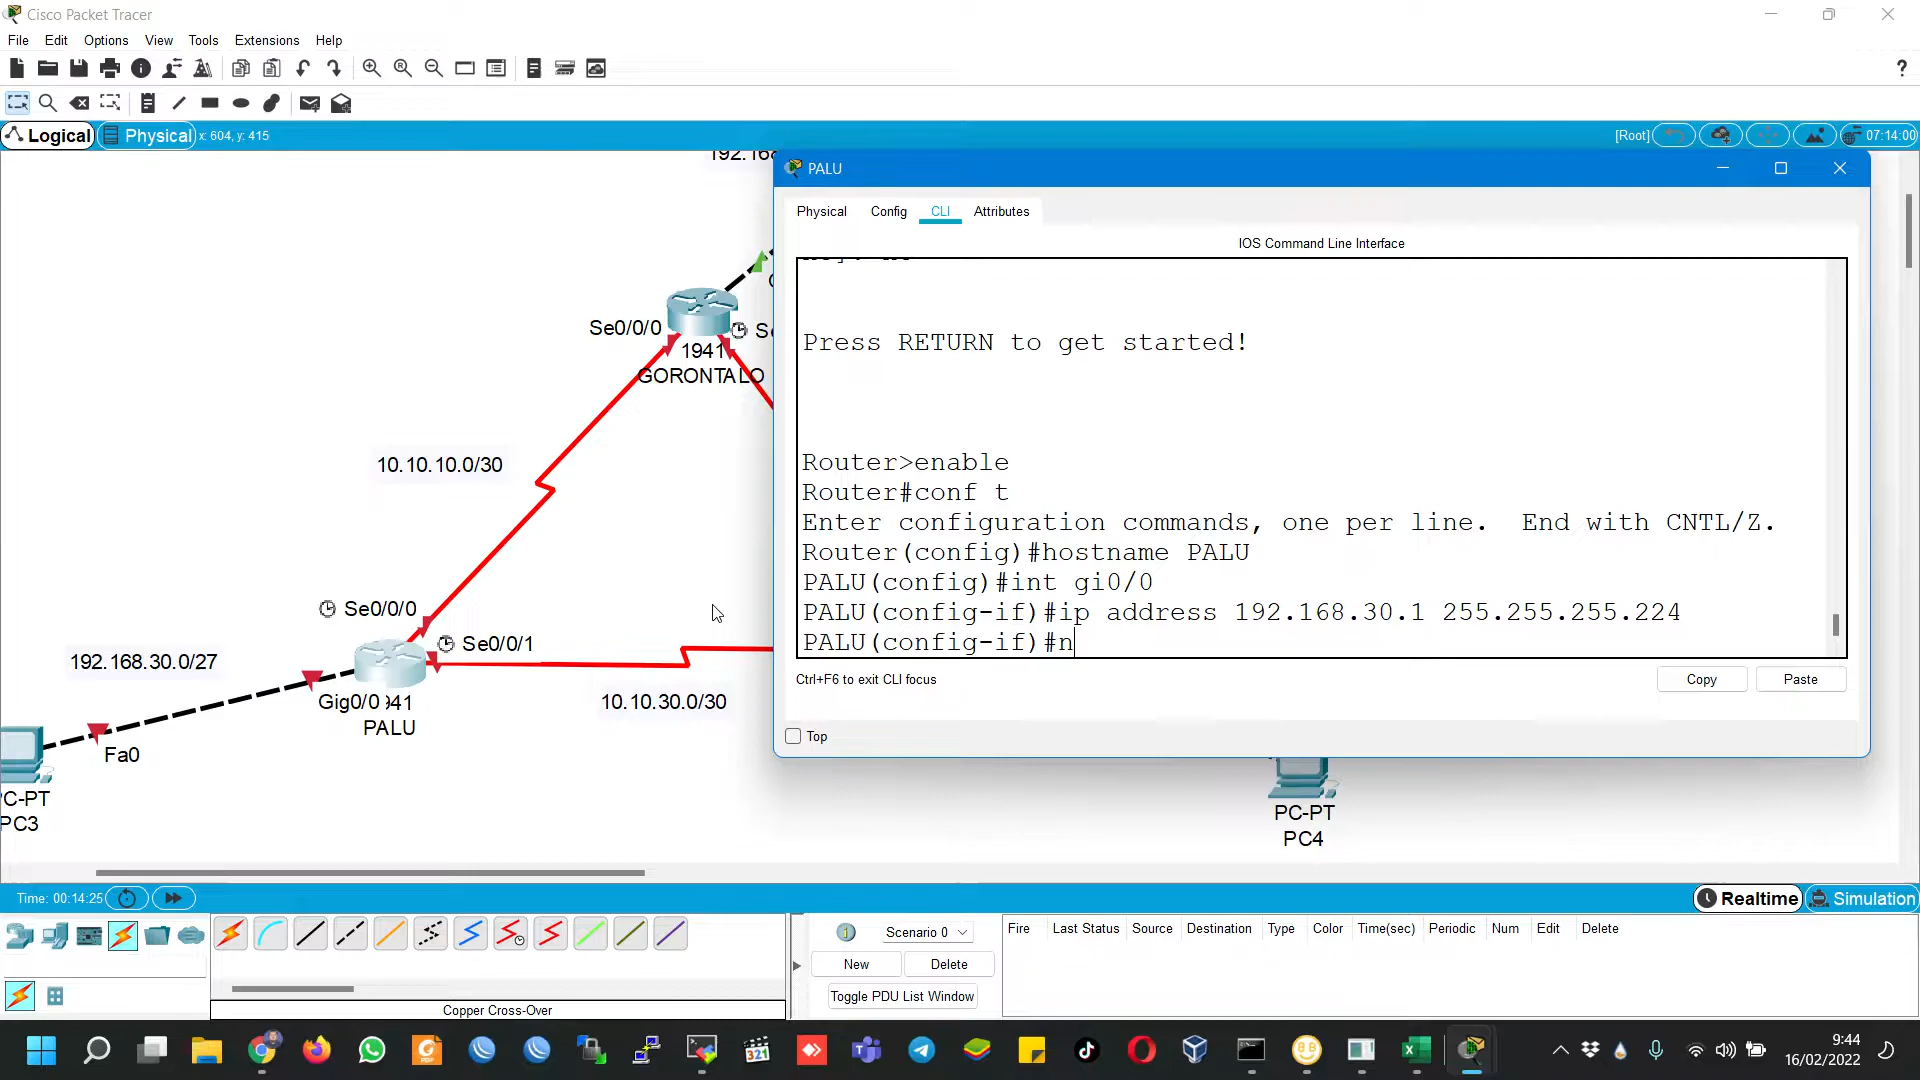 Cisco Packet Tracer
File Edit Options View Tools Extensions Help
Logical Physical x: 604, y: 415 [Root] 07:14:00
PALU
Physical Config CLI Attributes
IOS Command Line Interface
Press RETURN to get started!
Router>enable
Router#conf t
Enter configuration commands, one per line.  End with CNTL/Z.
Router(config)#hostname PALU
PALU(config)#int gi0/0
PALU(config-if)#ip address 192.168.30.1 255.255.255.224
PALU(config-if)#n
Ctrl+F6 to exit CLI focus
Copy Paste
Top
Se0/0/0
1941
GORONTALO
10.10.10.0/30
Se0/0/0
Se0/0/1
192.168.30.0/27
Gig0/0
PALU
10.10.30.0/30
Fa0
PC3
PC-PT
PC4
Time: 00:14:25 Realtime Simulation
Scenario 0
New Delete
Toggle PDU List Window
Fire Last Status Source Destination Type Color Time(sec) Periodic Num Edit Delete
Copper Cross-Over
9:44
16/02/2022